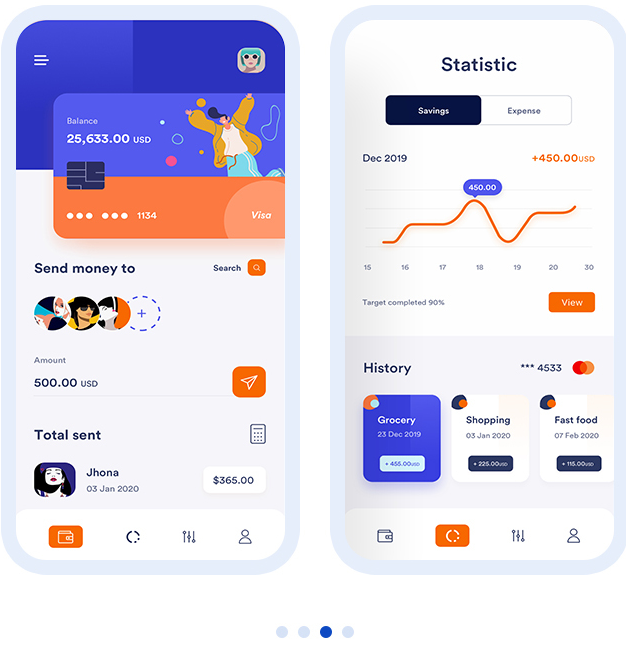 Balance
25,633.00 USD
1134
Visa
Send money to
Search
+
Amount
500.00 USD
Total sent
Jhona
03 Jan 2020
$365.00
Statistic
Savings
Expense
Dec 2019
+450.00USD
450.00
15 16 17 18 19 20 30
Target completed 90%
View
History
*** 4533
Grocery
23 Dec 2019
+ 455.00USD
Shopping
03 Jan 2020
+ 225.00USD
Fast food
07 Feb 2020
+ 115.00USD